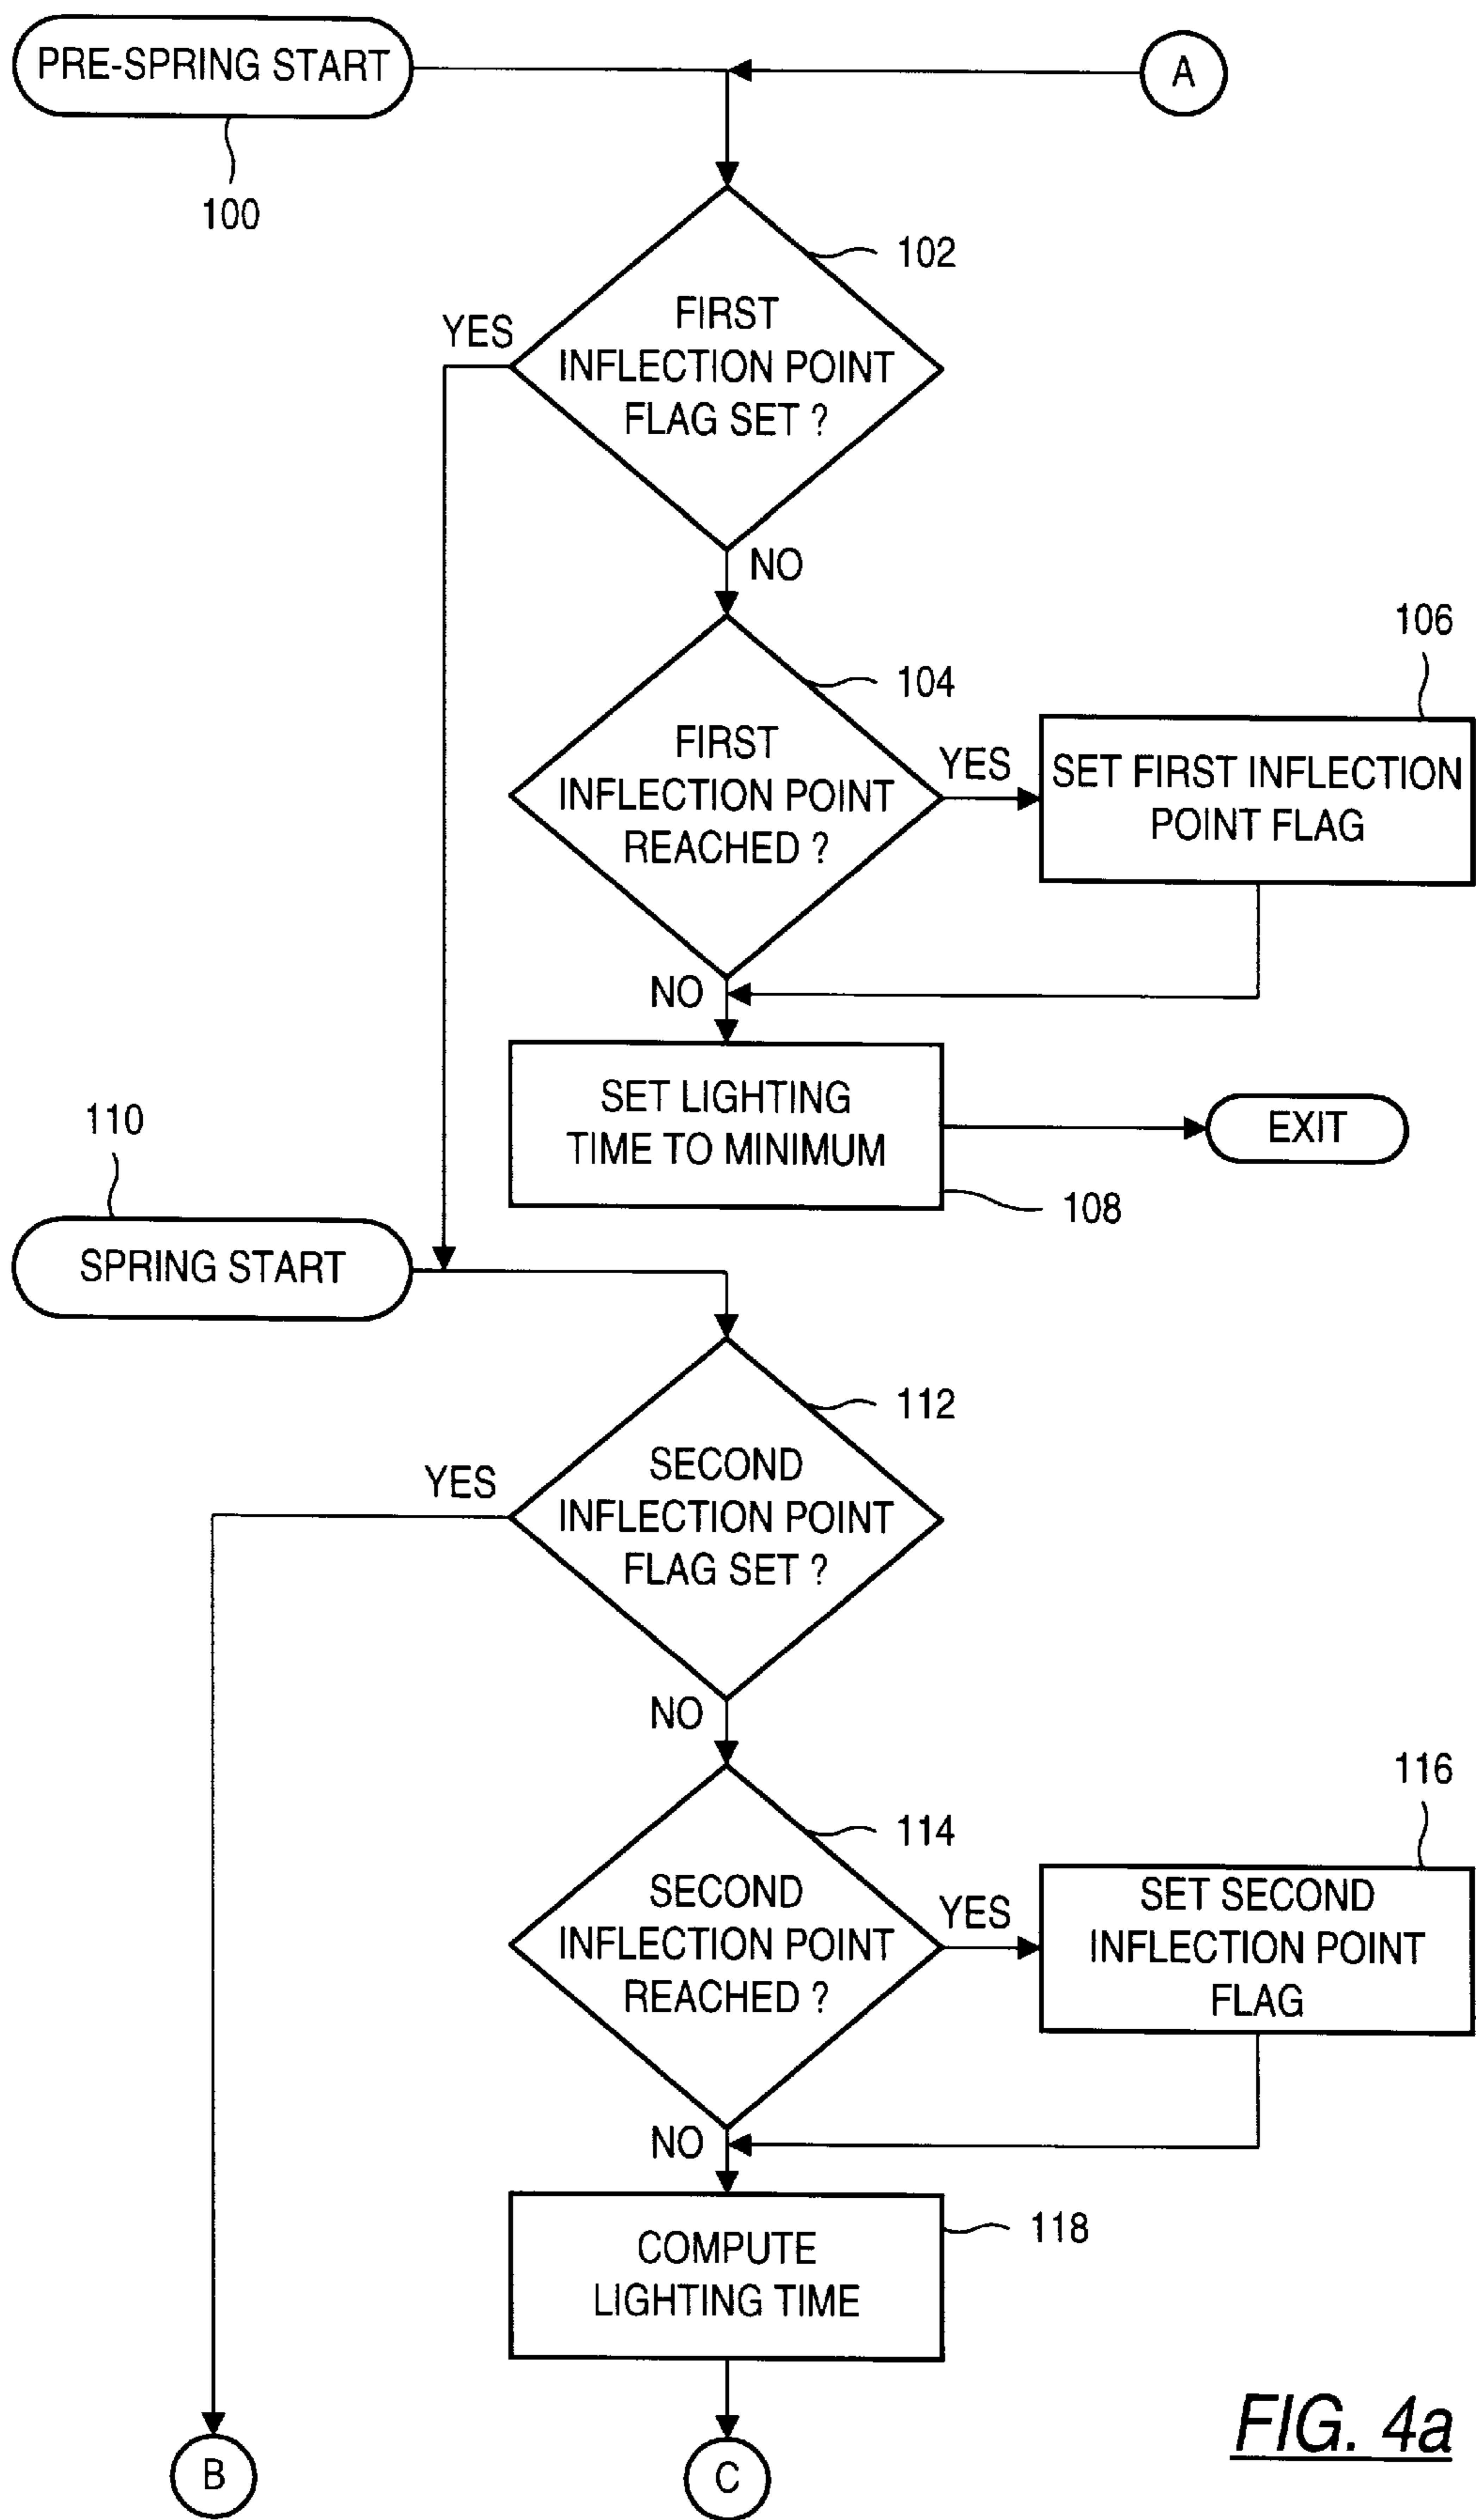 PRE-SPRING START
A
100
102
FIRST
INFLECTION POINT
FLAG SET ?
YES
NO
106
104
FIRST
INFLECTION POINT
REACHED ?
YES
SET FIRST INFLECTION
POINT FLAG
NO
SET LIGHTING
TIME TO MINIMUM
EXIT
108
110
SPRING START
112
SECOND
INFLECTION POINT
FLAG SET ?
YES
NO
116
114
SECOND
INFLECTION POINT
REACHED ?
YES
SET SECOND
INFLECTION POINT
FLAG
NO
118
COMPUTE
LIGHTING TIME
B
C
FIG. 4a